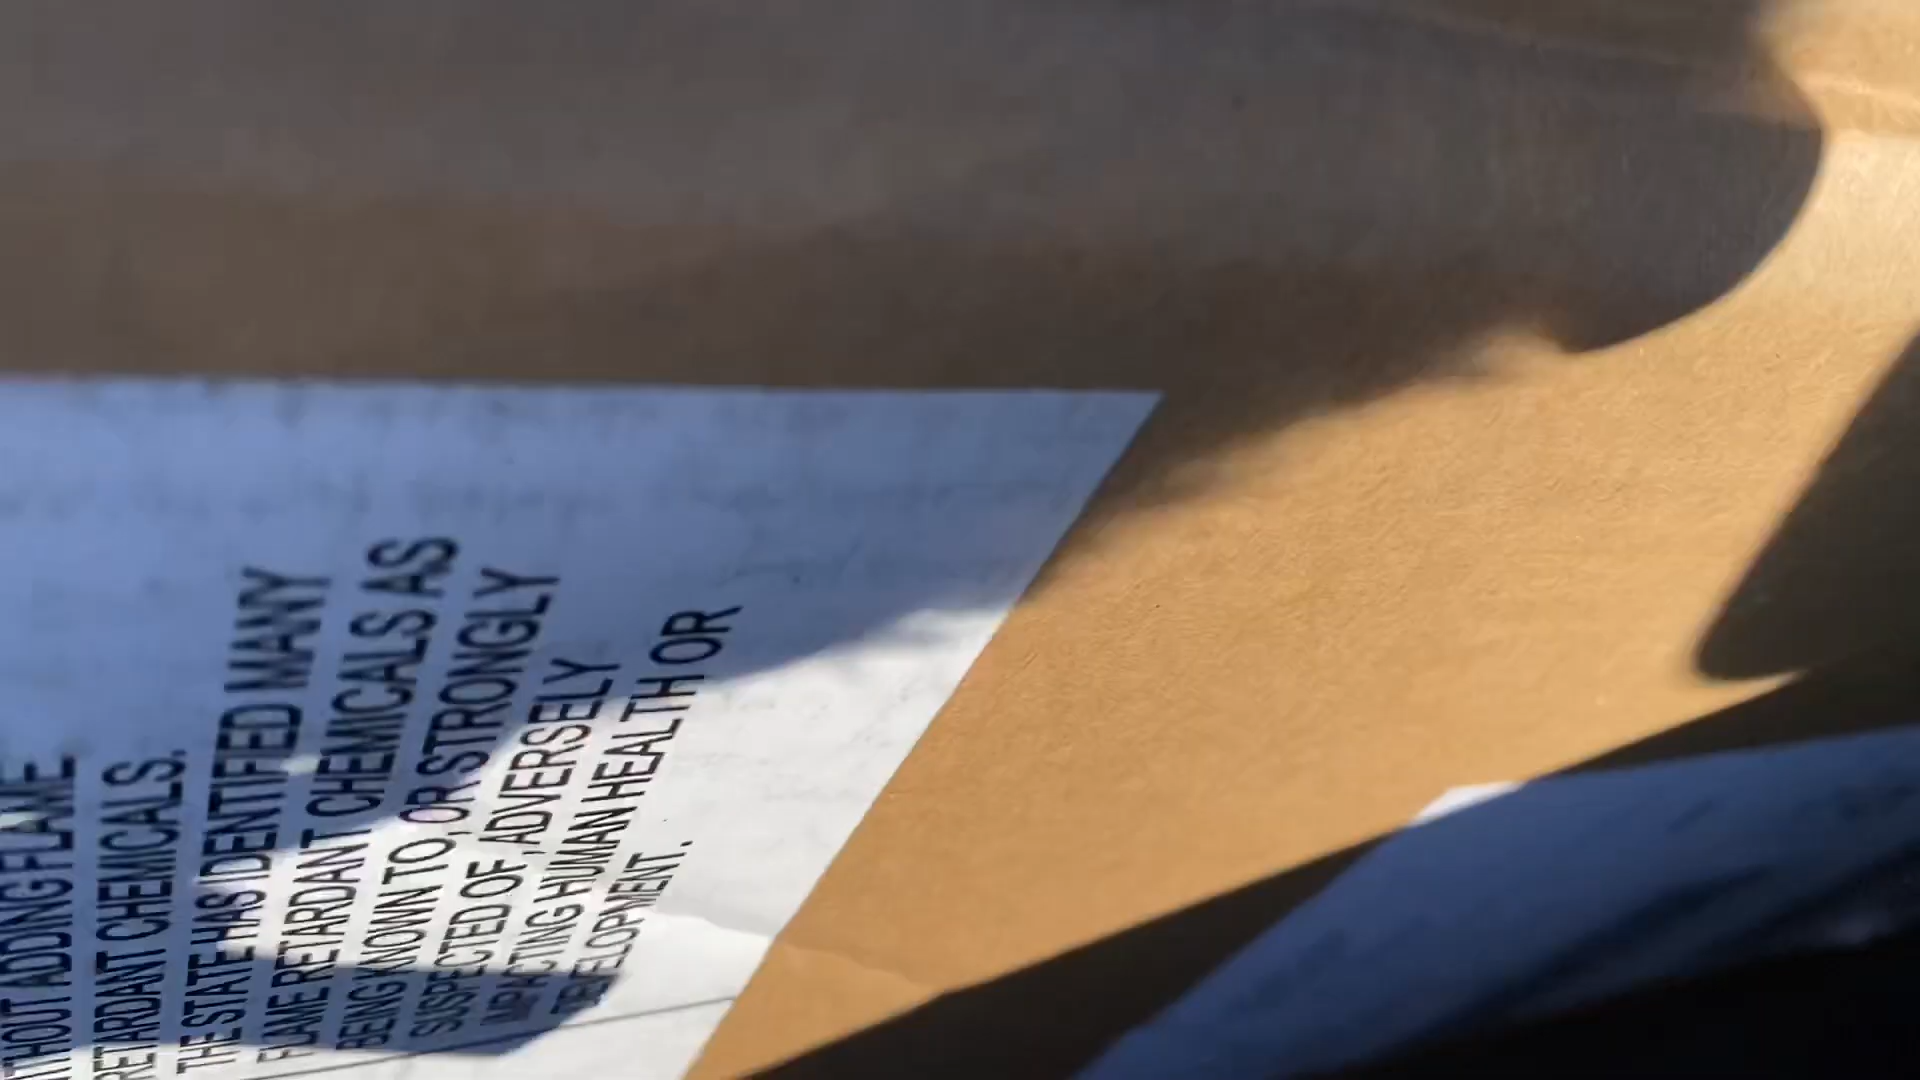 WITHOUT ADDING FLAME
RETARDANT CHEMICALS.
THE STATE HAS IDENTIFIED MANY
FLAME RETARDANT CHEMICALS AS
BEING KNOWN TO, OR STRONGLY
SUSPECTED OF ,ADVERSELY
IMPACTING HUMAN HEALTH OR
DEVELOPMENT.